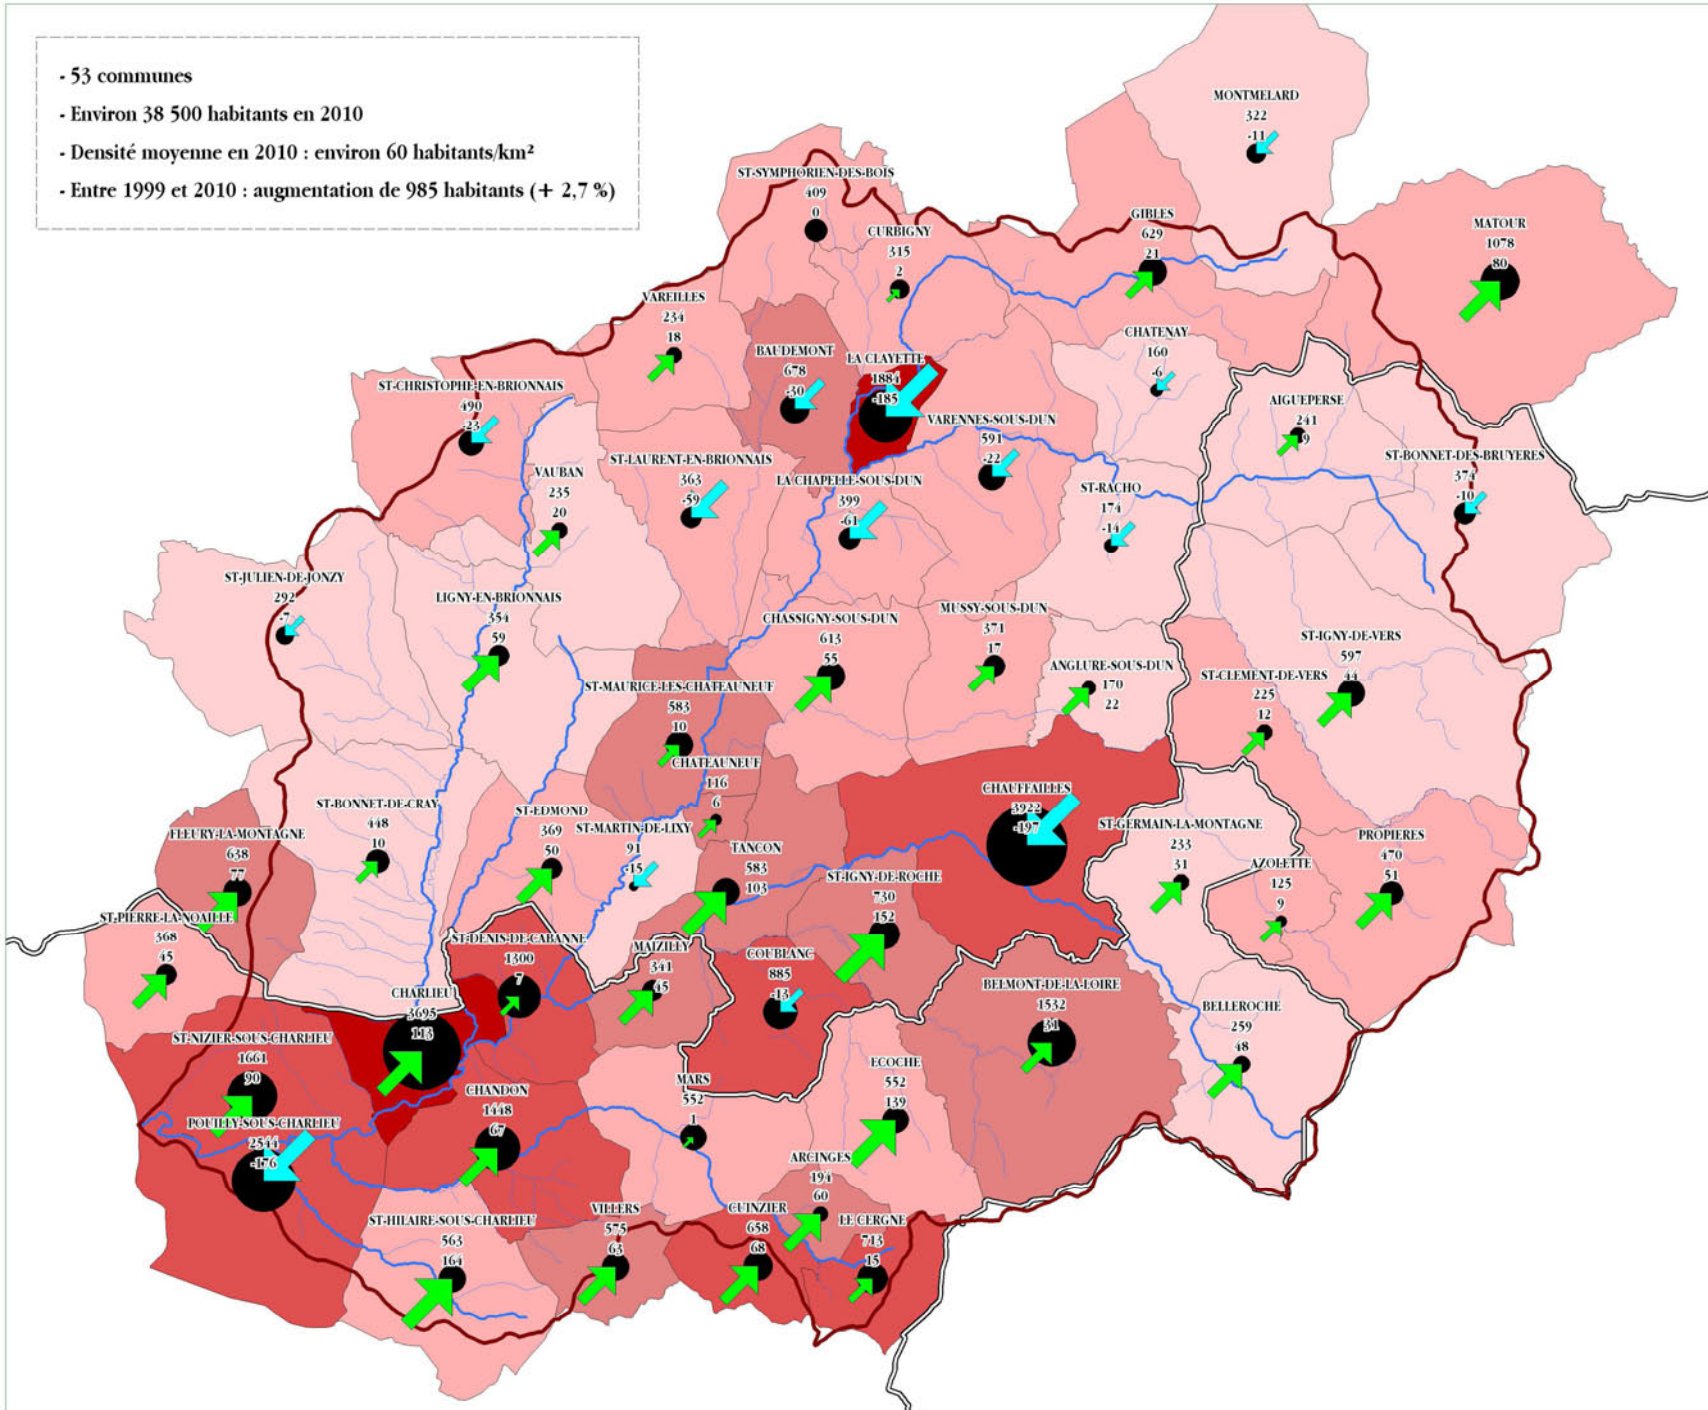 - 53 communes
- Environ 38 500 habitants en 2010
- Densité moyenne en 2010 : environ 60 habitants/km²
- Entre 1999 et 2010 : augmentation de 985 habitants (+ 2,7 %)
MONTMELARD
322
-11
ST-SYMPHORIEN-DES-BOIS
409
0
CURBIGNY
315
2
GIBLES
629
21
MATOUR
1078
80
VAREILLES
234
18
BAUDEMONT
678
-30
LA CLAYETTE
1884
-185
CHATENAY
160
-6
ST-CHRISTOPHE-EN-BRIONNAIS
490
-23
VARENNES-SOUS-DUN
591
-22
AIGUEPERSE
241
9
ST-BONNET-DES-BRUYERES
374
-10
VAUBAN
235
20
ST-LAURENT-EN-BRIONNAIS
363
-59
LA CHAPELLE-SOUS-DUN
399
-61
ST-RACHO
174
-14
ST-JULIEN-DE-JONZY
292
-7
LIGNY-EN-BRIONNAIS
354
59
CHASSIGNY-SOUS-DUN
613
55
MUSSY-SOUS-DUN
371
17
ANGLURE-SOUS-DUN
170
22
ST-IGNY-DE-VERS
597
44
ST-CLEMENT-DE-VERS
225
12
ST-MAURICE-LES-CHATEAUNEUF
583
10
CHATEAUNEUF
116
6
CHAUFFAILLES
3922
-197
ST-BONNET-DE-CRAY
448
10
ST-EDMOND
369
50
ST-MARTIN-DE-LIXY
91
-15
FLEURY-LA-MONTAGNE
638
77
TANCON
583
103
ST-IGNY-DE-ROCHE
730
152
ST-GERMAIN-LA-MONTAGNE
233
31
AZOLETTE
125
9
PROPIERES
470
51
ST-PIERRE-LA-NOAILLE
368
45
ST-DENIS-DE-CABANNE
1300
7
MAIZILLY
341
45
COUBLANC
885
-13
BELMONT-DE-LA-LOIRE
1532
31
CHARLIEU
3695
113
BELLEROCHE
259
48
ST-NIZIER-SOUS-CHARLIEU
1661
90
CHANDON
1448
67
MARS
552
1
ECOCHE
552
139
POUILLY-SOUS-CHARLIEU
2544
-176
ARCINGES
194
60
ST-HILAIRE-SOUS-CHARLIEU
563
164
VILLERS
575
63
CUINZIER
658
68
LE CERGNE
713
15